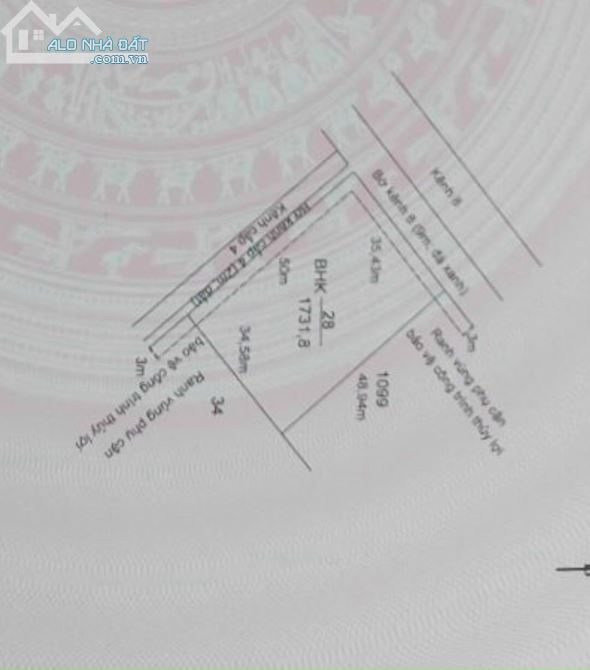 ALO NHÀ ĐẤT
.com.vn
Kênh 8
Bờ kênh 8 (9m, đá xanh)
Kênh cấp 4
Bờ kênh cấp 4 (2m, đất)
35,43m
50m
BHK 28
1731,8
34,58m
3m
Ranh vùng phụ cận
bảo vệ công trình thủy lợi
1099
48,94m
34
3m
Ranh vùng phụ cận
bảo vệ công trình thủy lợi